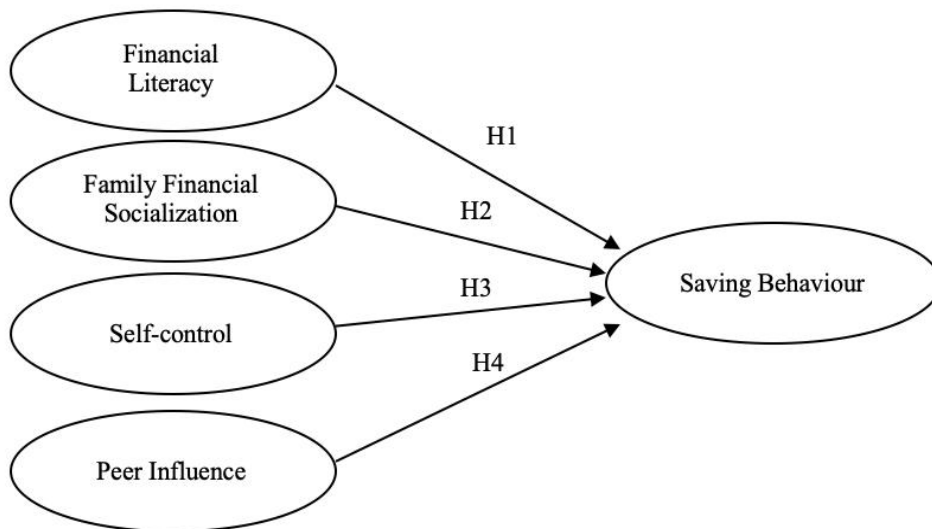 Financial
Literacy
H1
Family Financial
Socialization
H2
Saving Behaviour
H3
Self-control
H4
Peer Influence